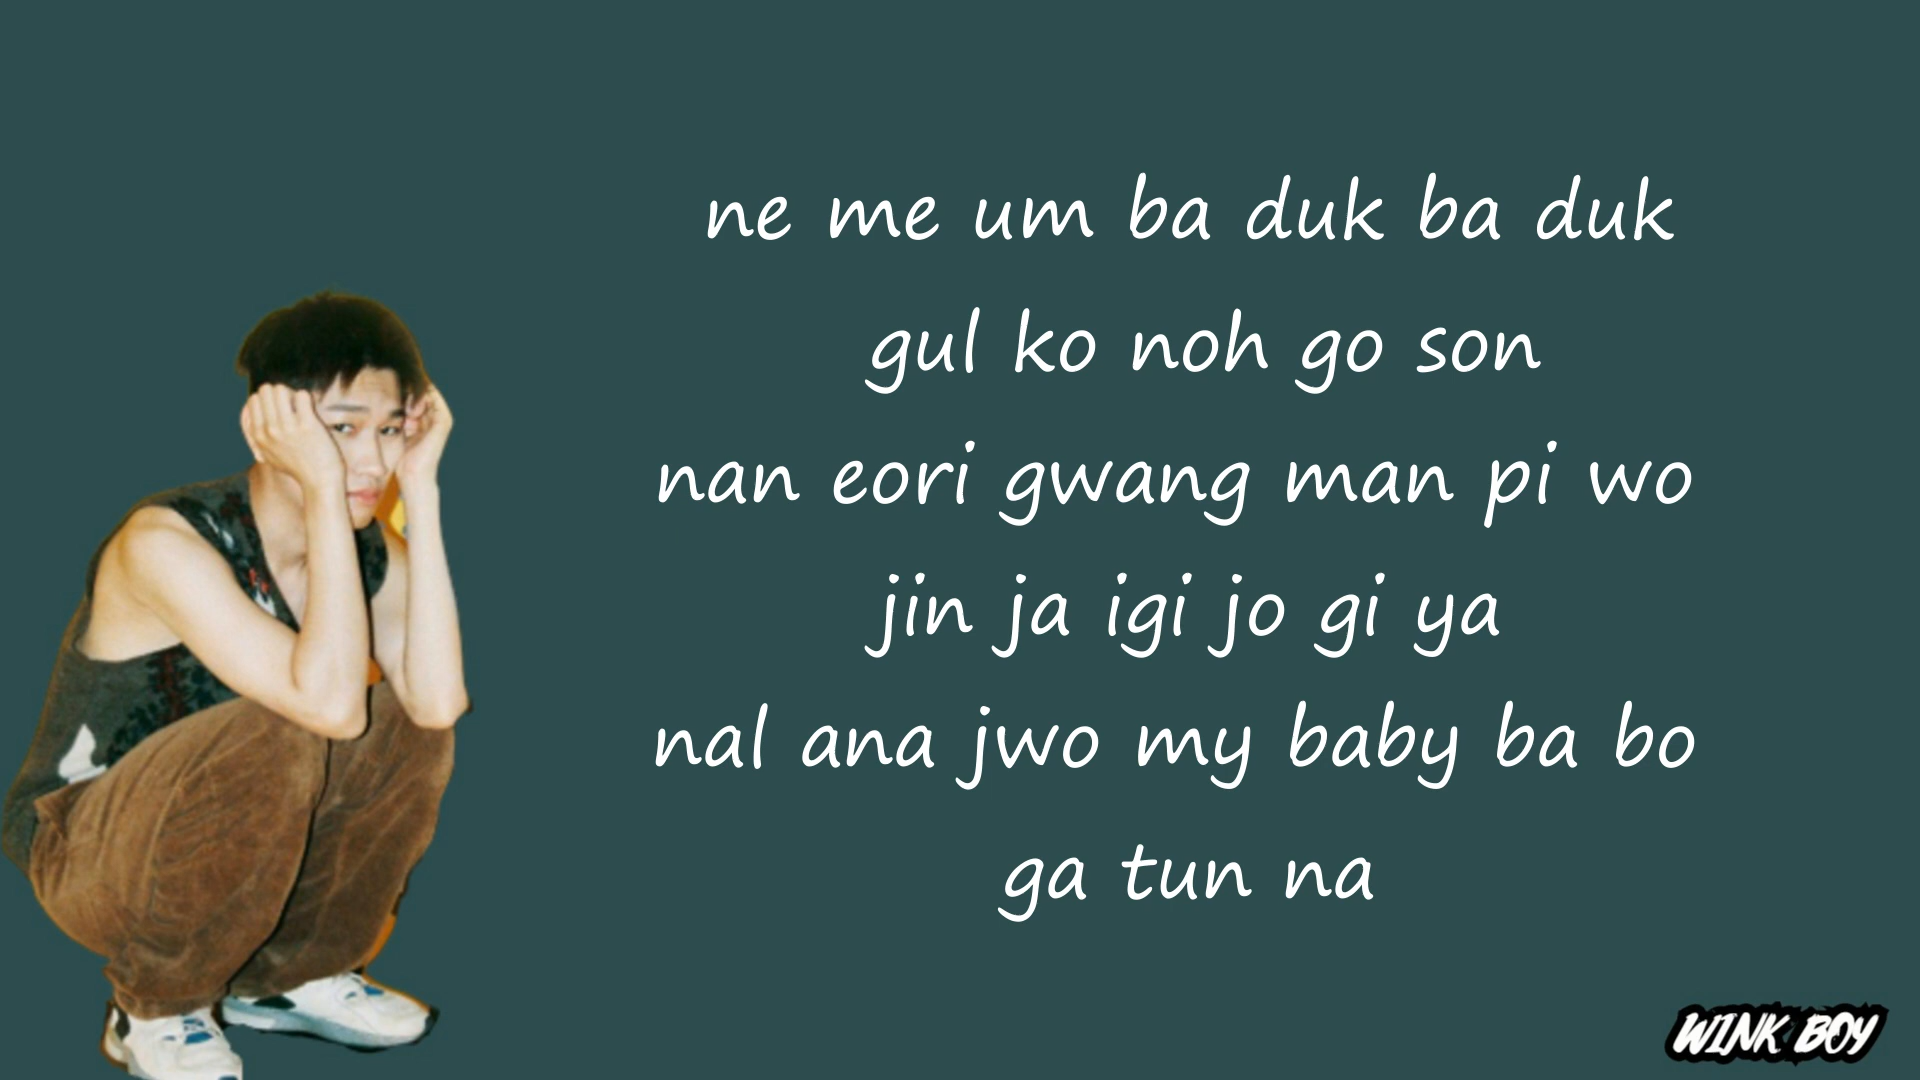 ne me um ba duk ba duk
gul ko noh go son
nan eori gwang man pi wo
jin ja igi jo gi ya
nal ana jwo my baby ba bo
ga tun na
WINK BOY